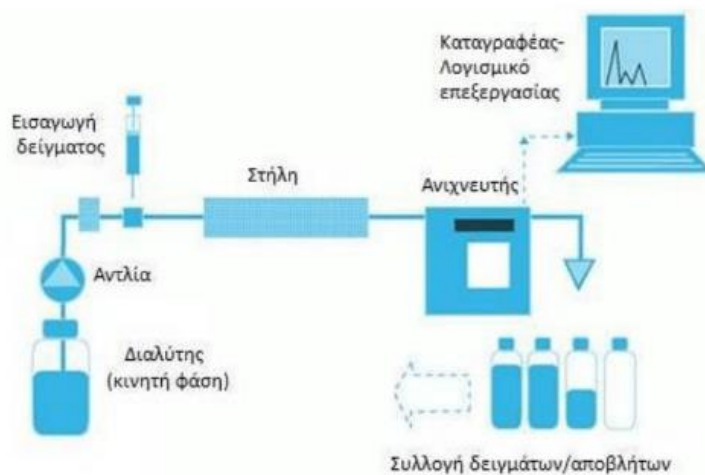 Καταγραφέας-
Λογισμικό
επεξεργασίας
Εισαγωγή
δείγματος
Στήλη
Ανιχνευτής
Αντλία
Διαλύτης
(κινητή φάση)
Συλλογή δειγμάτων/αποβλήτων